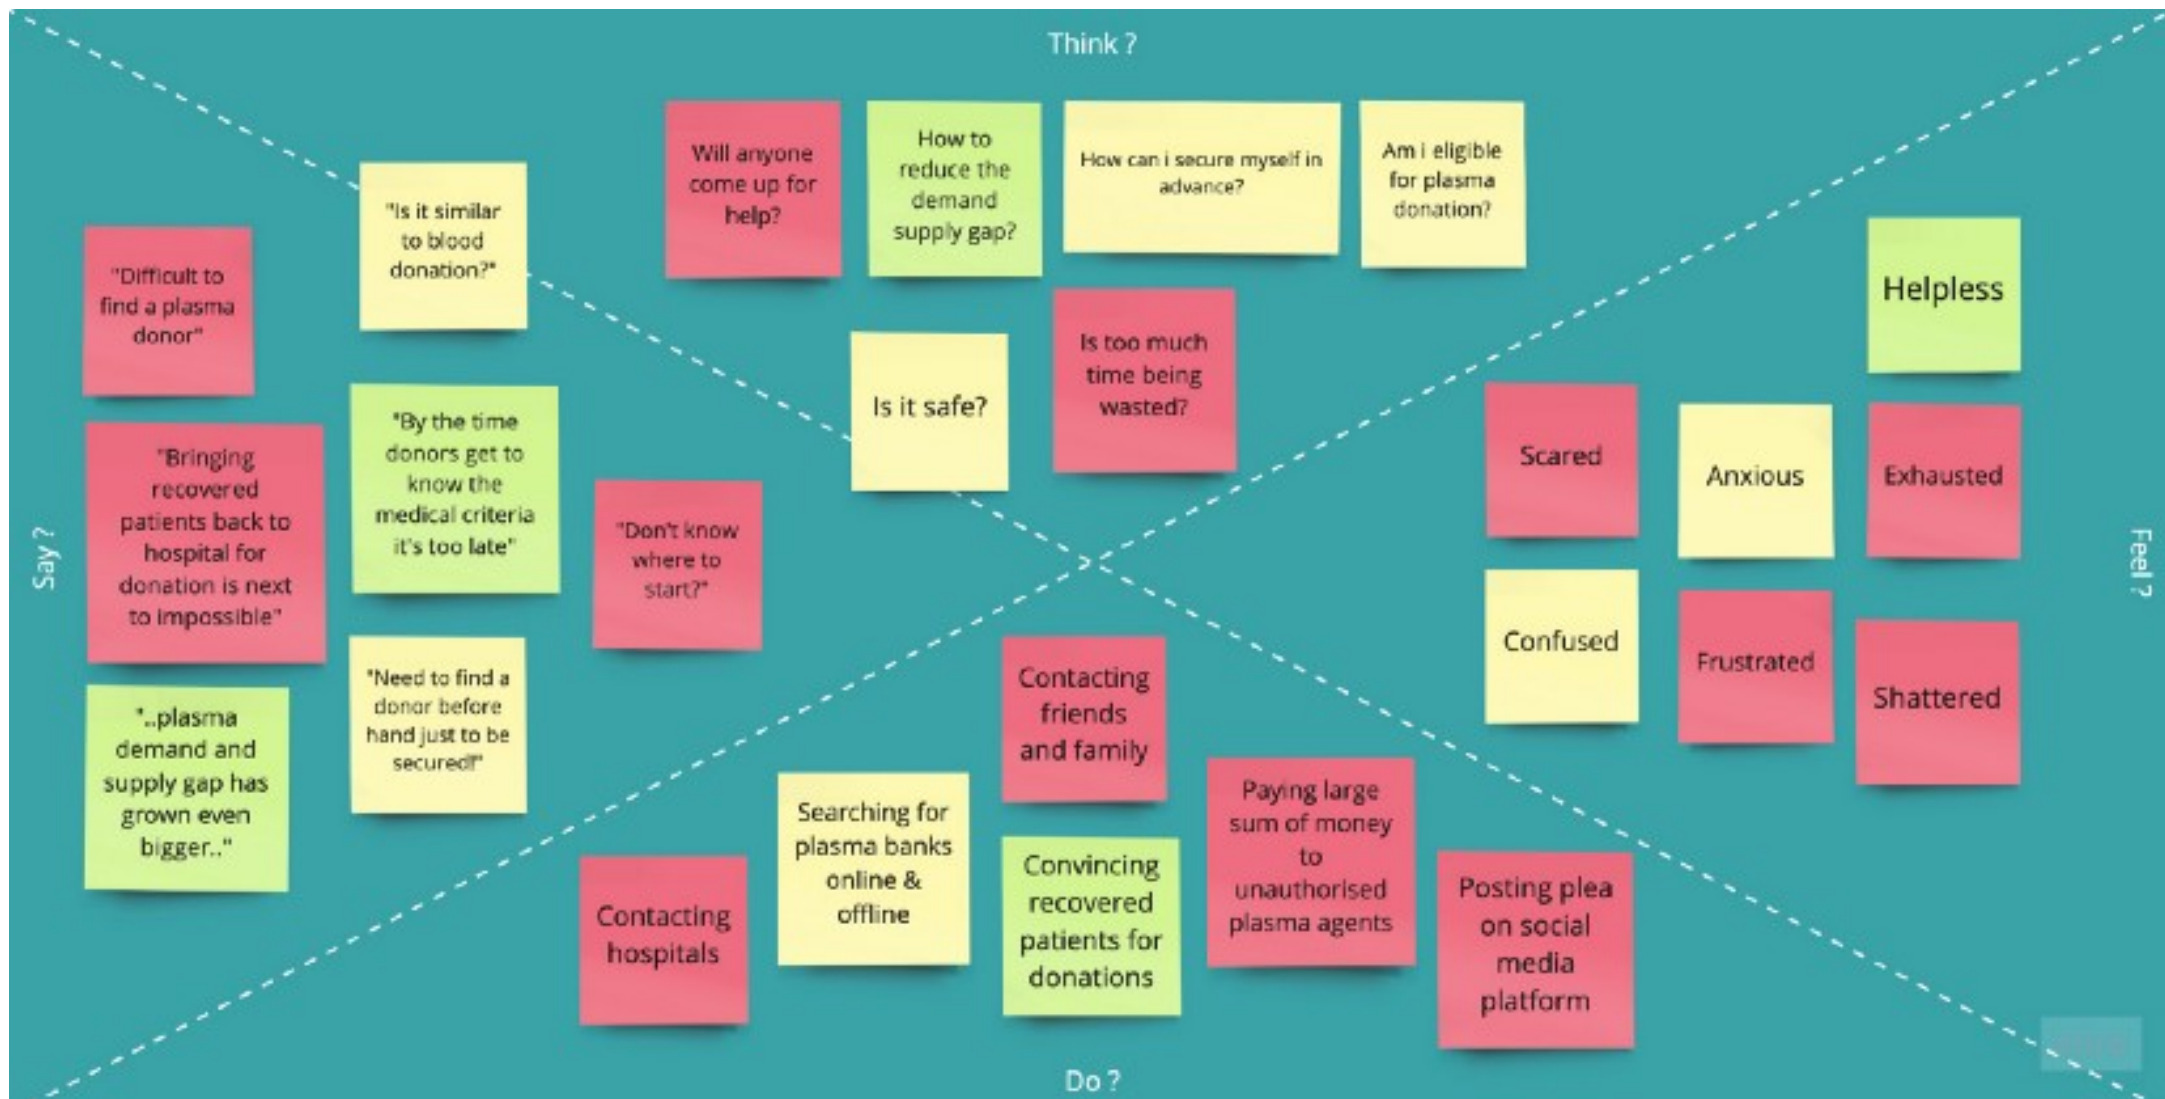 Think ?
Will anyone
come up for
help?
How to
reduce the
demand
supply gap?
How can i secure myself in
advance?
Am i eligible
for plasma
donation?
Is it safe?
Is too much
time being
wasted?
Say ?
"Is it similar
to blood
donation?"
"Difficult to
find a plasma
donor"
"By the time
donors get to
know the
medical criteria
it's too late"
"Bringing
recovered
patients back to
hospital for
donation is next
to impossible"
"Don't know
where to
start?"
"Need to find a
donor before
hand just to be
secured!"
"..plasma
demand and
supply gap has
grown even
bigger.."
Feel ?
Helpless
Scared
Anxious
Exhausted
Confused
Frustrated
Shattered
Contacting
friends
and family
Searching for
plasma banks
online &
offline
Paying large
sum of money
to
unauthorised
plasma agents
Convincing
recovered
patients for
donations
Contacting
hospitals
Posting plea
on social
media
platform
Do ?